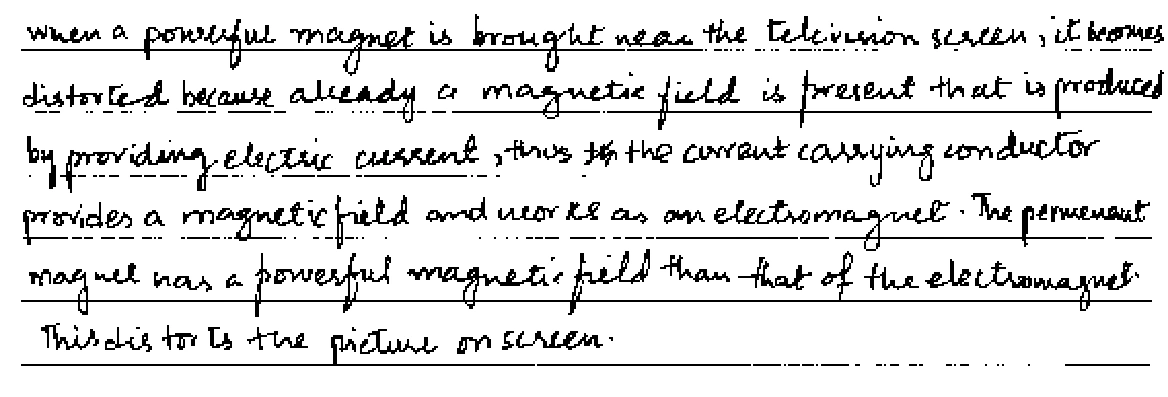 when a powerful magnet is brought near the television screen, it becomes
distorted because already a magnetic field is present that is produced
by providing electric current, thus the current carrying conductor
provides a magnetic field and works as an electromagnet. The permenent
magnet has a powerful magnetic field than that of the electromagnet.
This distorts the picture on screen.